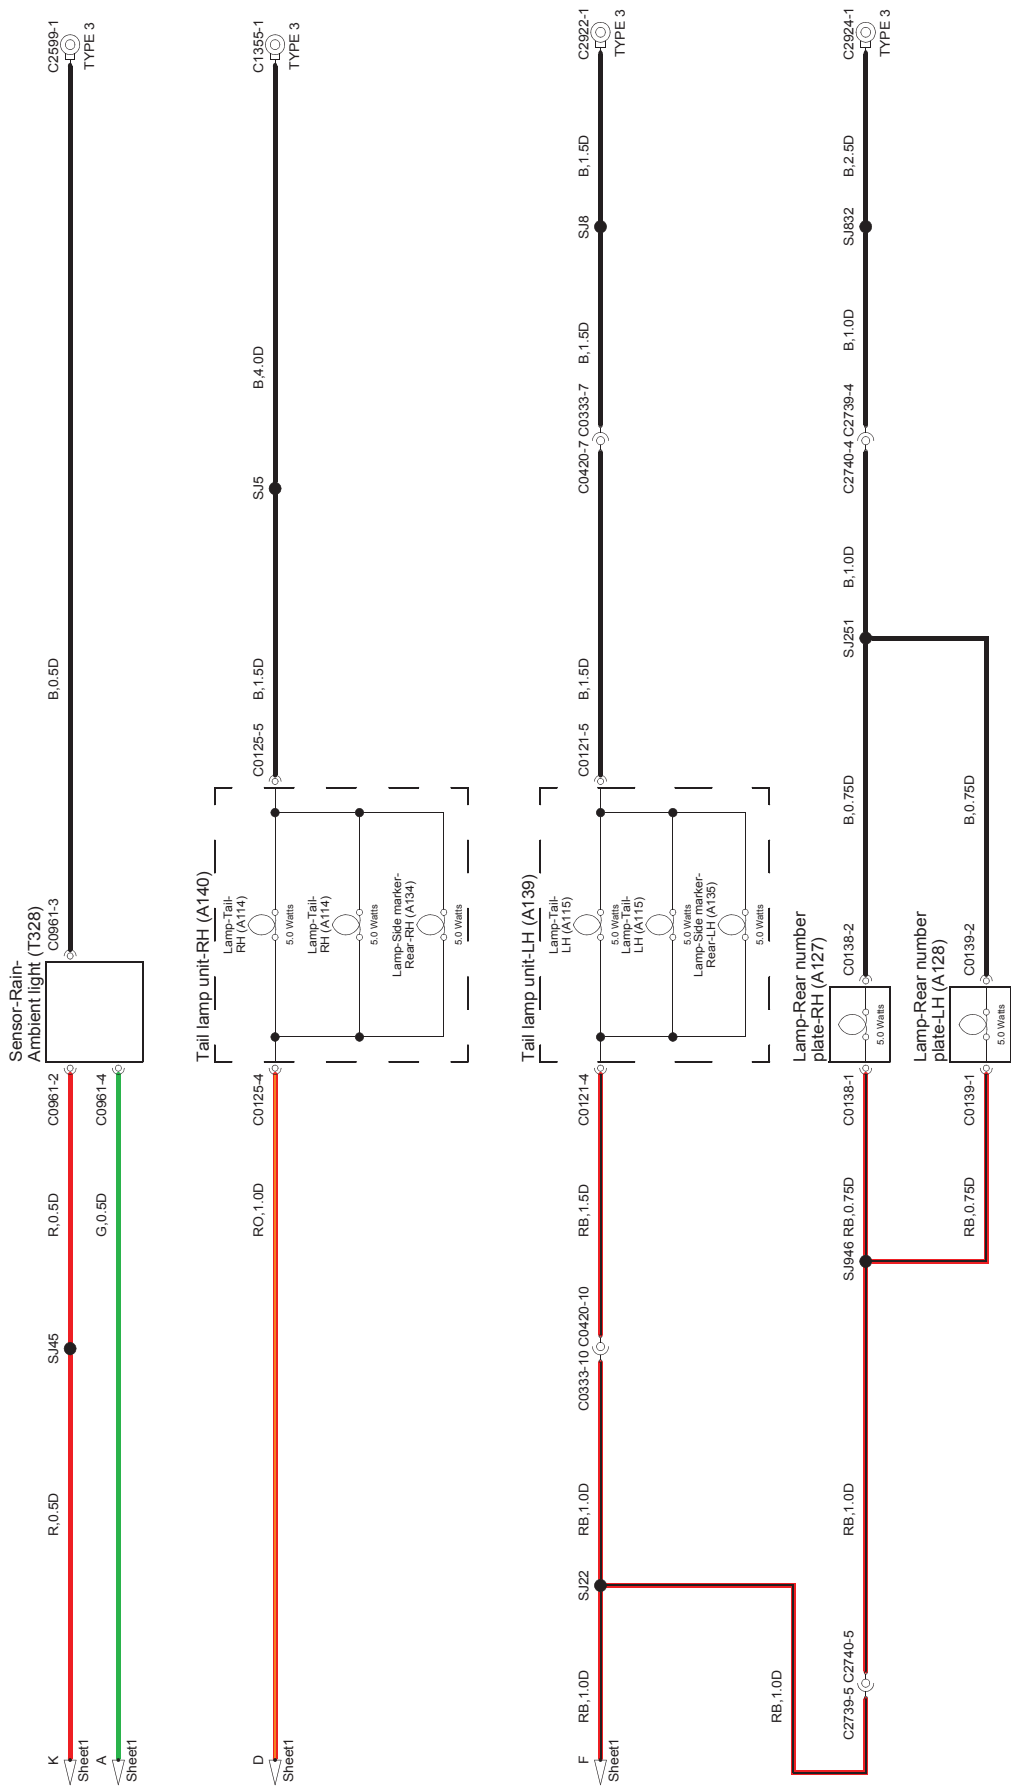 Sensor-Rain-
Ambient light (T328)
K
R,0.5D
SJ45
R,0.5D
C0961-2
C0961-3
B,0.5D
C2599-1
Sheet1
TYPE 3
A
G,0.5D
C0961-4
Sheet1
Tail lamp unit-RH (A140)
Lamp-Tail-
RH (A114)
D
RO,1.0D
C0125-4
C0125-5
B,1.5D
SJ5
B,4.0D
C1355-1
Sheet1
5.0 Watts
TYPE 3
Lamp-Tail-
RH (A114)
5.0 Watts
Lamp-Side marker-
Rear-RH (A134)
5.0 Watts
Tail lamp unit-LH (A139)
Lamp-Tail-
LH (A115)
F
RB,1.0D
SJ22
RB,1.0D
C0333-10
C0420-10
RB,1.5D
C0121-4
C0121-5
B,1.5D
C0420-7
C0333-7
B,1.5D
SJ8
B,1.5D
C2922-1
Sheet1
5.0 Watts
TYPE 3
Lamp-Tail-
LH (A115)
5.0 Watts
Lamp-Side marker-
Rear-LH (A135)
5.0 Watts
RB,1.0D
Lamp-Rear number
plate-RH (A127)
C2739-5
C2740-5
RB,1.0D
SJ946
RB,0.75D
C0138-1
C0138-2
B,0.75D
SJ251
B,1.0D
C2740-4
C2739-4
B,1.0D
SJ832
B,2.5D
C2924-1
5.0 Watts
TYPE 3
Lamp-Rear number
plate-LH (A128)
RB,0.75D
C0139-1
C0139-2
B,0.75D
5.0 Watts